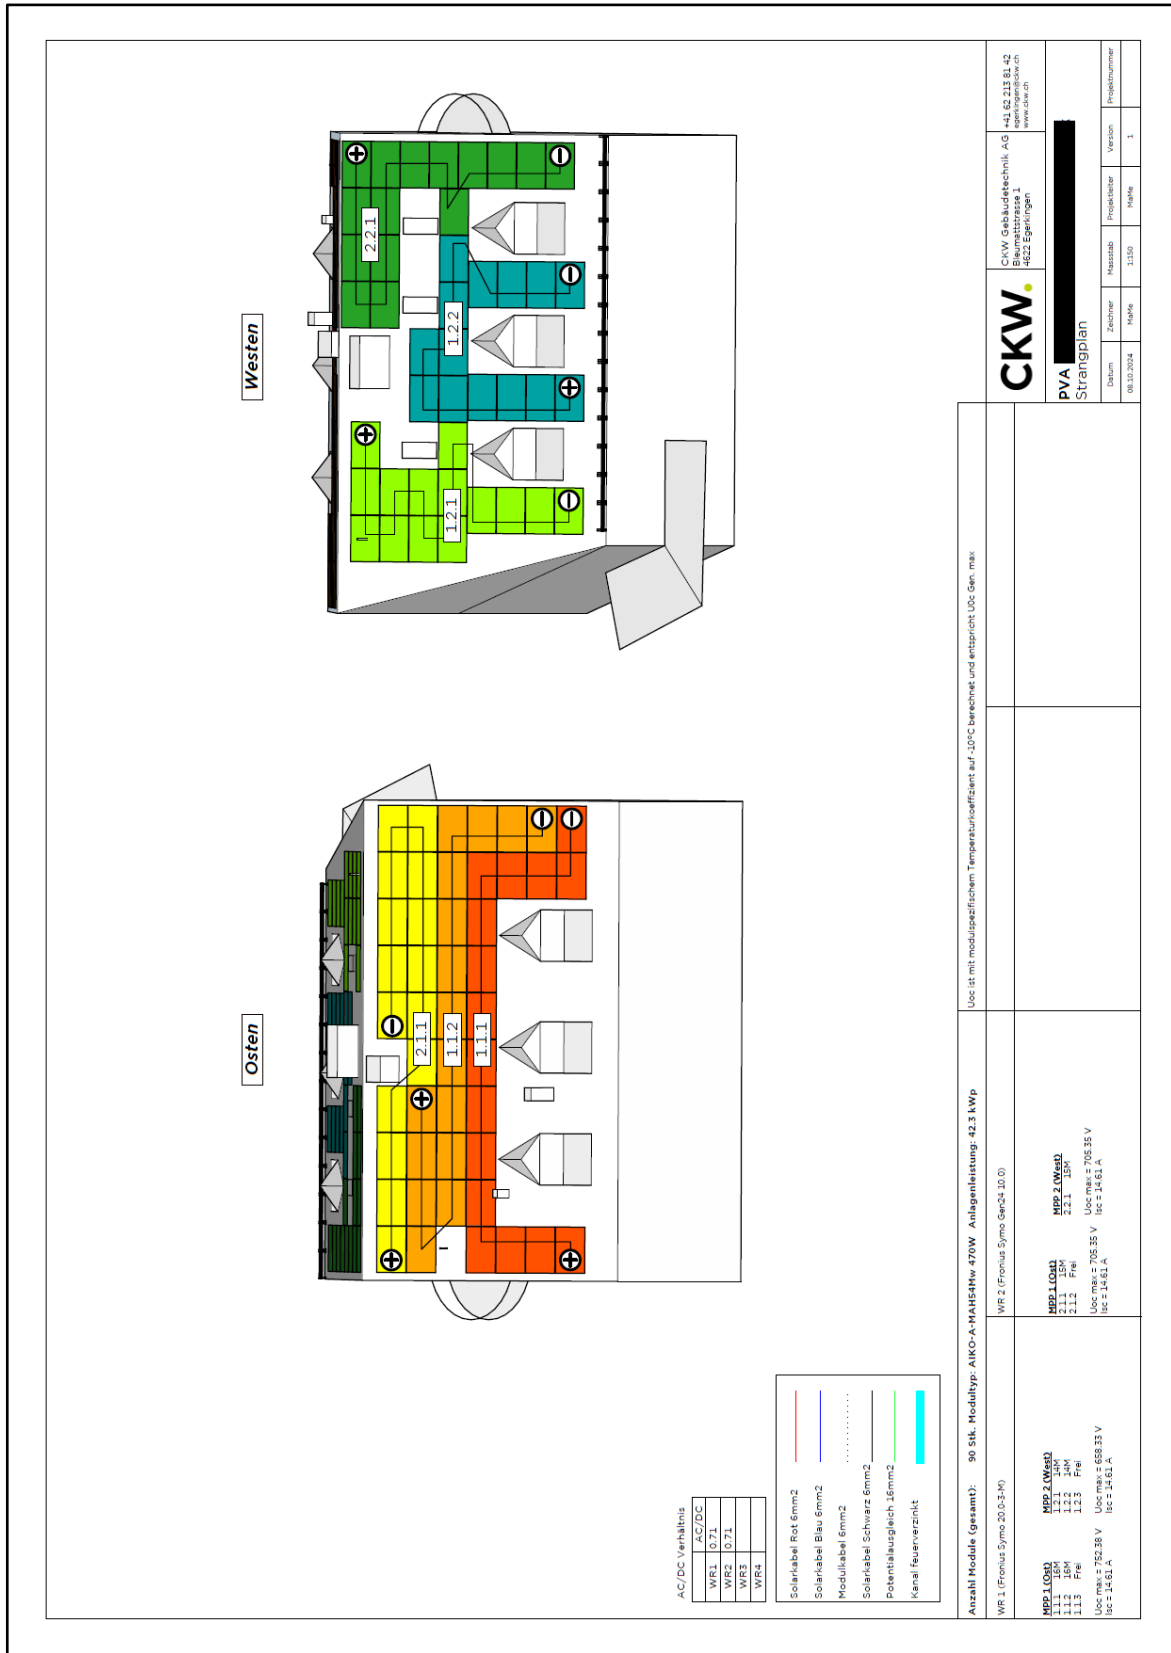 Osten
Westen
2.1.1
1.1.2
1.1.1
2.2.1
1.2.2
1.2.1
AC/DC Verhältnis
AC/DC
WR1 0.71
WR2 0.71
WR3
WR4
Solarkabel Rot 6mm2
Solarkabel Blau 6mm2
Modulkabel 6mm2
Solarkabel Schwarz 6mm2
Potentialausgleich 16mm2
Kanal feuerverzinkt
Anzahl Module (gesamt): 90 Stk. Modultyp: AIKO-A-MAH54Mw 470W Anlagenleistung: 42.3 kWp
Uoc ist mit modulspezifischem Temperaturkoeffizient auf -10°C berechnet und entspricht U0c Gen. max
WR 1 (Fronius Symo 20.0-3-M)
MPP 1 (Ost)
1.1.1 16M
1.1.2 16M
1.1.3 Frei
Uoc max = 752.38 V
Isc = 14.61 A
MPP 2 (West)
1.2.1 14M
1.2.2 14M
1.2.3 Frei
Uoc max = 658.33 V
Isc = 14.61 A
WR 2 (Fronius Symo Gen24 10.0)
MPP 1 (Ost)
2.1.1 15M
2.1.2 Frei
Uoc max = 705.35 V
Isc = 14.61 A
MPP 2 (West)
2.2.1 15M
Uoc max = 705.35 V
Isc = 14.61 A
CKW.
CKW Gebäudetechnik AG
Bleumattstrasse 1
4622 Egerkingen
+41 62 213 81 42
egerkingen@ckw.ch
www.ckw.ch
PVA
Strangplan
Datum Zeichner Massstab Projektleiter Version Projektnummer
08.10.2024 MaMe 1:150 MaMe 1